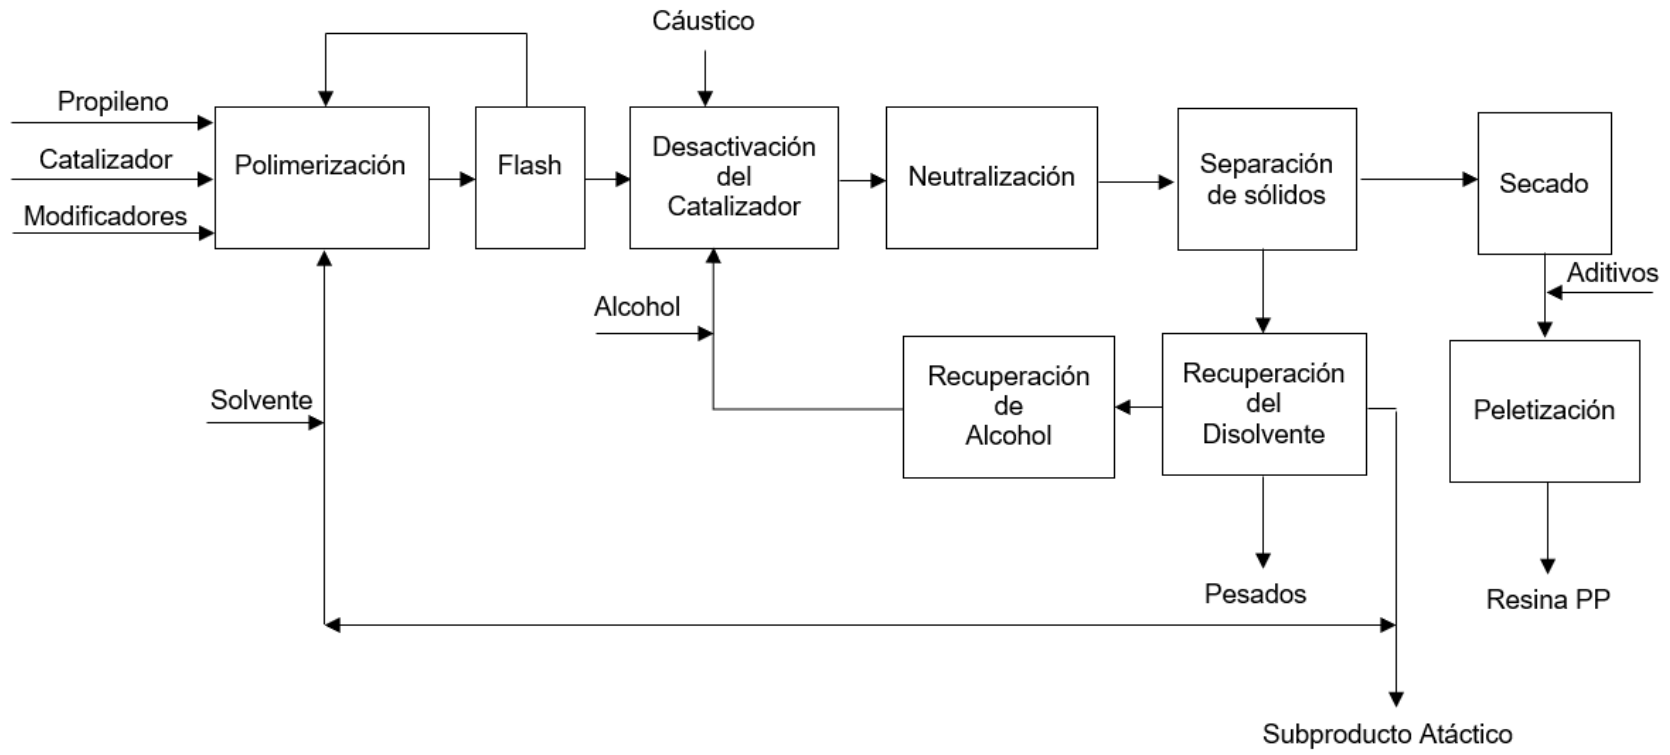 Cáustico
Propileno
Catalizador
Modificadores
Polimerización
Flash
Desactivación
del
Catalizador
Neutralización
Separación
de sólidos
Secado
Aditivos
Alcohol
Solvente
Recuperación
de
Alcohol
Recuperación
del
Disolvente
Peletización
Pesados
Resina PP
Subproducto Atáctico